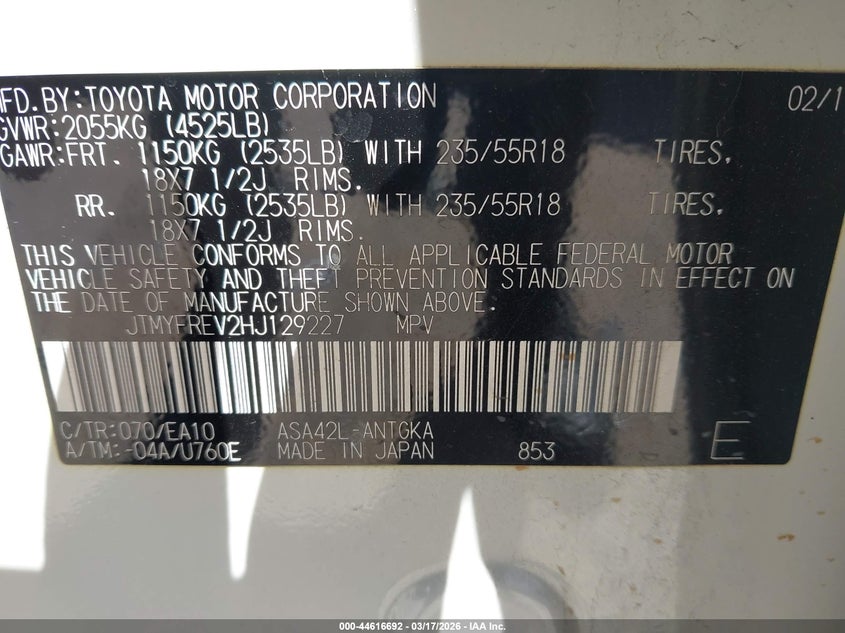 MFD.BY:TOYOTA MOTOR CORPORATION 02/1
GVWR:2055KG (4525LB)
GAWR:FRT. 1150KG (2535LB) WITH 235/55R18 TIRES.
18X7 1/2J RIMS.
RR. 1150KG (2535LB) WITH 235/55R18 TIRES.
18X7 1/2J RIMS.
THIS VEHICLE CONFORMS TO ALL APPLICABLE FEDERAL MOTOR
VEHICLE SAFETY AND THEFT PREVENTION STANDARDS IN EFFECT ON
THE DATE OF MANUFACTURE SHOWN ABOVE.
JTMYFREV2HJ129227 MPV
C/TR:070/EA10 ASA42L-ANTGKA
A/TM:-04A/U760E MADE IN JAPAN 853 E
000-44616692 - 03/17/2026 - IAA Inc.